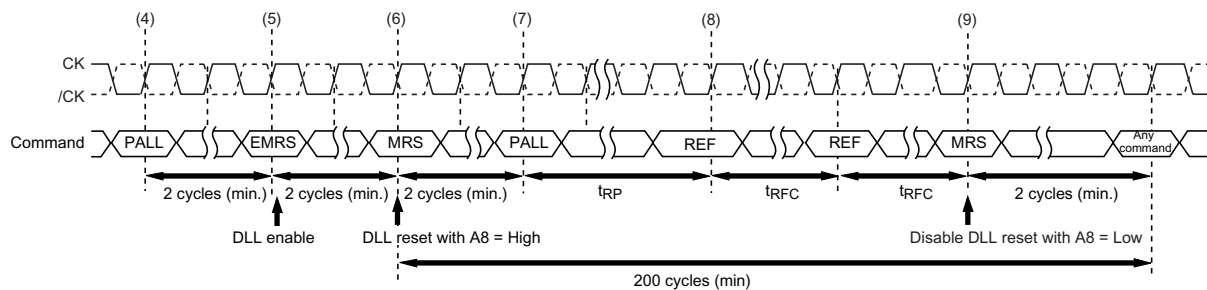 (4) (5) (6) (7) (8) (9)
CK
/CK
Command PALL EMRS MRS PALL REF REF MRS Any command
2 cycles (min.) 2 cycles (min.) 2 cycles (min.) tRP tRFC tRFC 2 cycles (min.)
DLL enable DLL reset with A8 = High Disable DLL reset with A8 = Low
200 cycles (min)